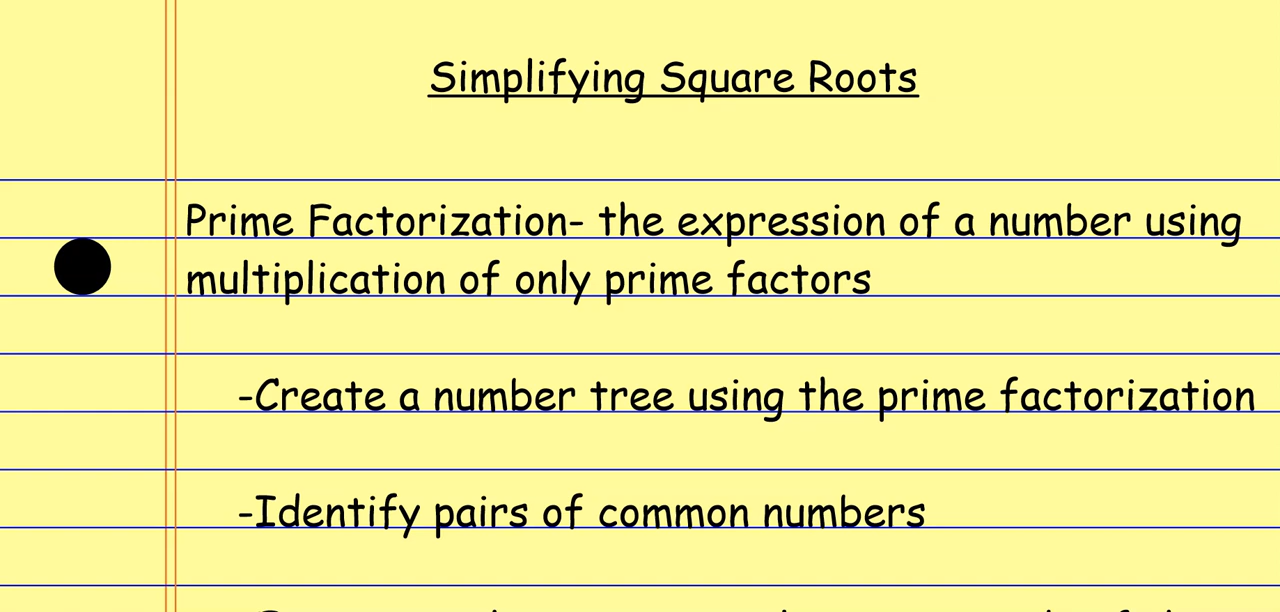 Simplifying Square Roots
Prime Factorization- the expression of a number using
multiplication of only prime factors
-Create a number tree using the prime factorization
-Identify pairs of common numbers